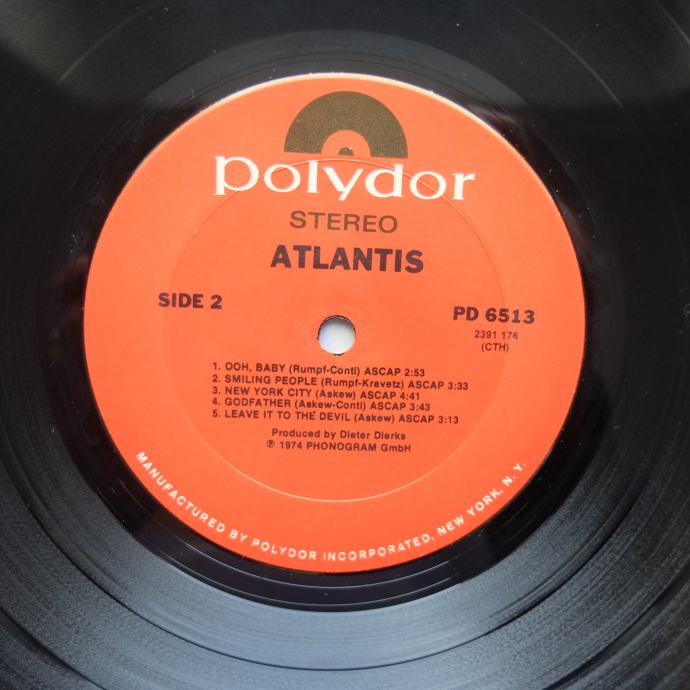 polydor
STEREO
ATLANTIS
SIDE 2
PD 6513
2391 176
(CTH)
1. OOH, BABY (Rumpf-Conti) ASCAP 2:53
2. SMILING PEOPLE (Rumpf-Kravetz) ASCAP 3:33
3. NEW YORK CITY (Askew) ASCAP 4:41
4. GODFATHER (Askew-Conti) ASCAP 3:43
5. LEAVE IT TO THE DEVIL (Askew) ASCAP 3:13
Produced by Dieter Dierks
℗ 1974 PHONOGRAM GmbH
MANUFACTURED BY POLYDOR INCORPORATED, NEW YORK, N.Y.